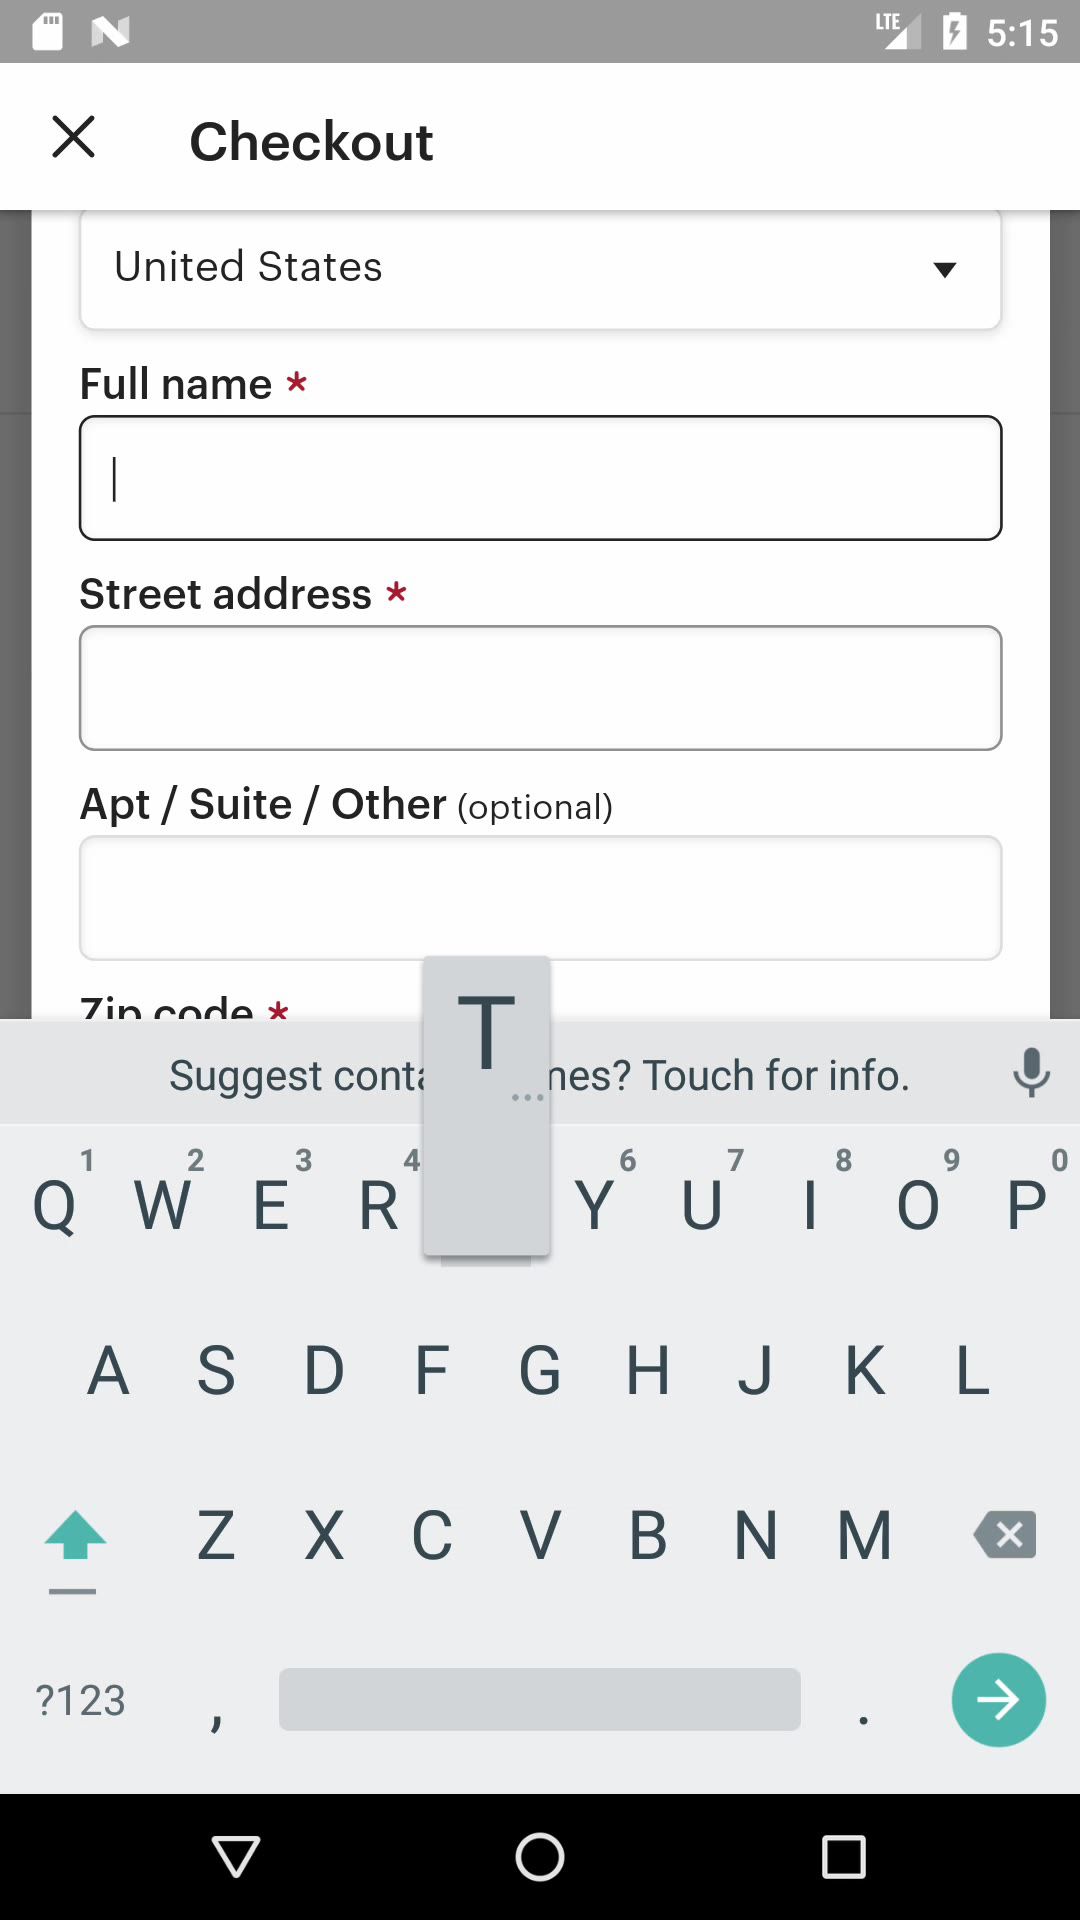 LTE 5:15
Checkout
United States
Full name *
Street address *
Apt / Suite / Other (optional)
Zip code *
Suggest conta nes? Touch for info.
T
...
1 2 3 4 6 7 8 9 0
Q W E R Y U I O P
A S D F G H J K L
Z X C V B N M
?123 , .